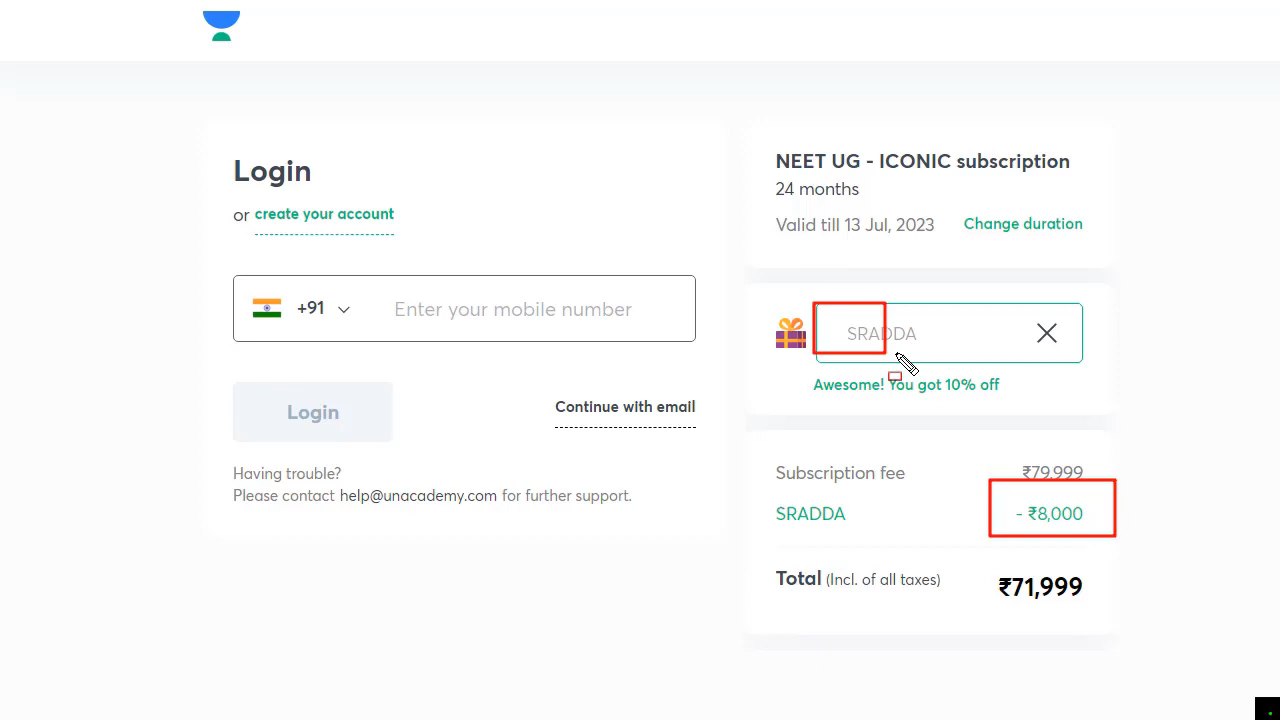 Login
or create your account
+91 Enter your mobile number
Login
Continue with email
Having trouble?
Please contact help@unacademy.com for further support.
NEET UG - ICONIC subscription
24 months
Valid till 13 Jul, 2023 Change duration
SRADDA
Awesome! You got 10% off
Subscription fee ₹79,999
SRADDA - ₹8,000
Total (Incl. of all taxes) ₹71,999